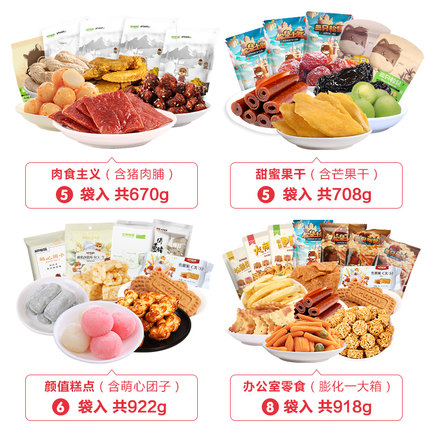 肉食主义（含猪肉脯）
5 袋入 共670g
甜蜜果干（含芒果干）
5 袋入 共708g
颜值糕点（含萌心团子）
6 袋入 共922g
办公室零食（膨化一大箱）
8 袋入 共918g